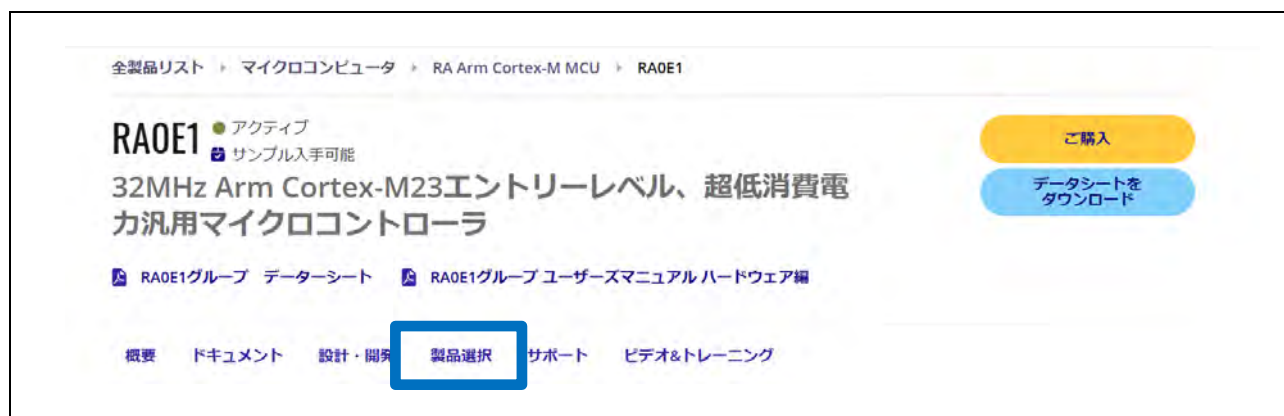 全製品リスト ▸ マイクロコンピュータ ▸ RA Arm Cortex-M MCU ▸ RA0E1
RA0E1 ● アクティブ
サンプル入手可能
32MHz Arm Cortex-M23エントリーレベル、超低消費電
力汎用マイクロコントローラ
ご購入
データシートを
ダウンロード
RA0E1グループ データーシート RA0E1グループ ユーザーズマニュアル ハードウェア編
概要 ドキュメント 設計・開発 製品選択 サポート ビデオ&トレーニング